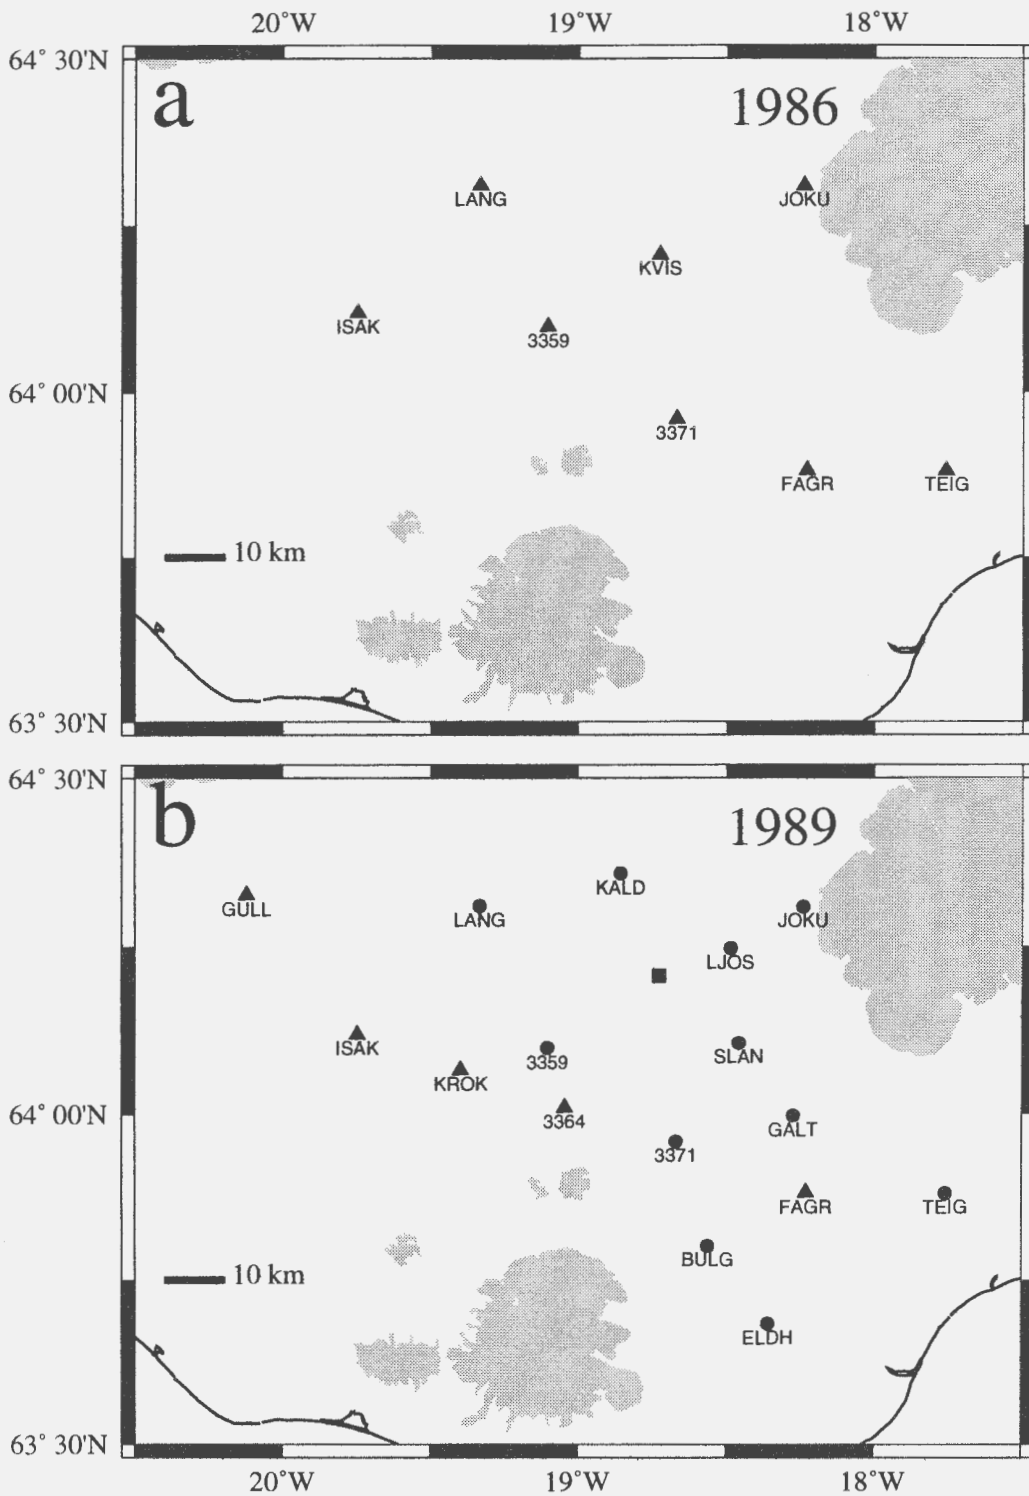 20°W 19°W 18°W
64° 30'N
a 1986
LANG JOKU
KVIS
ISAK 3359
64° 00'N
3371
FAGR TEIG
10 km
63° 30'N
64° 30'N
b 1989
KALD
GULL LANG JOKU
LJOS
ISAK 3359 SLAN
KROK
64° 00'N 3364 GALT
3371
FAGR TEIG
BULG
10 km
ELDH
63° 30'N
20°W 19°W 18°W